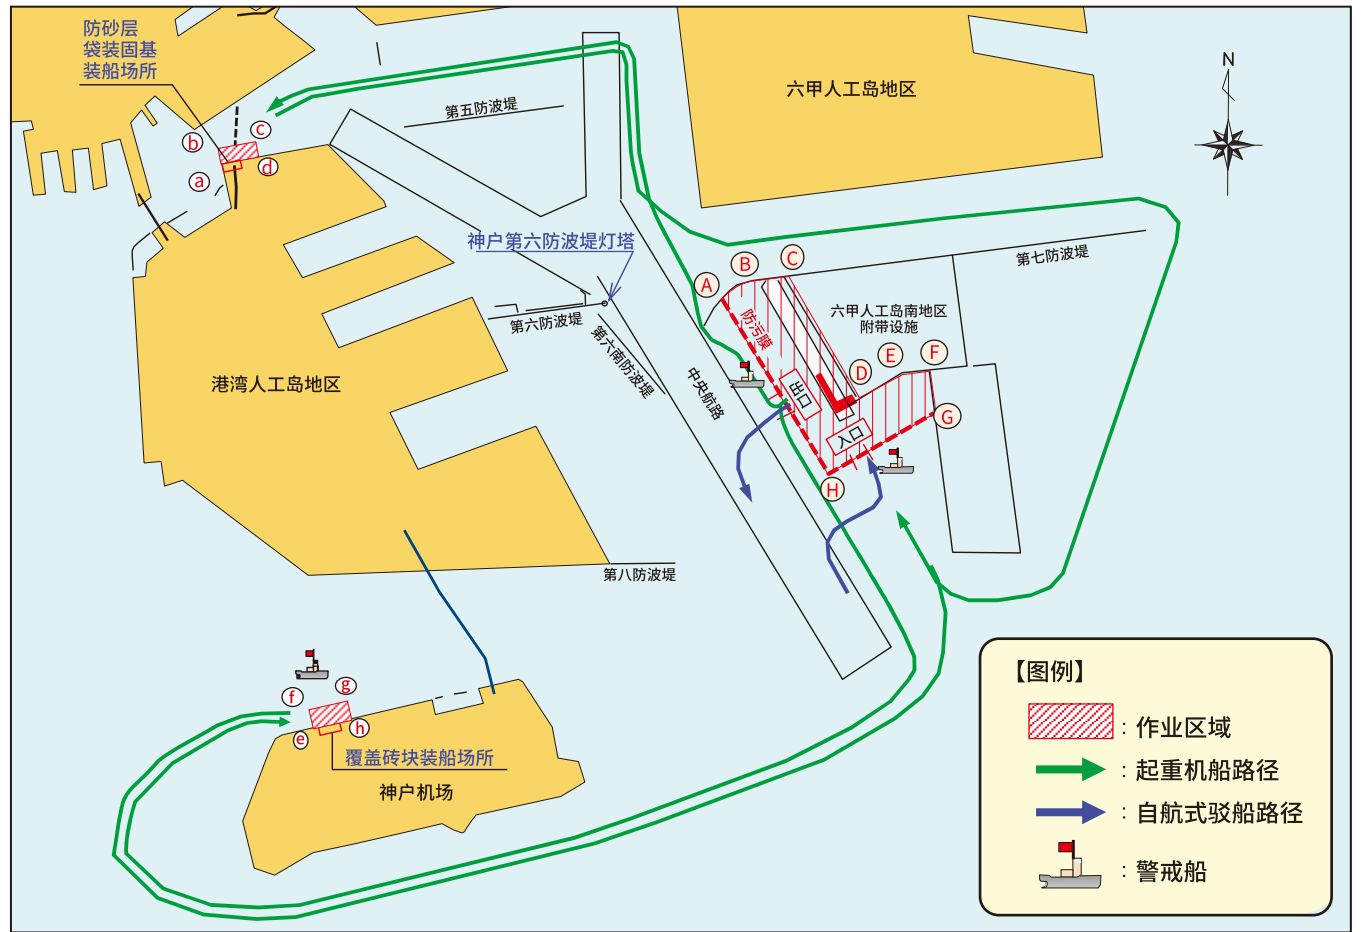 防砂层
袋装固基
装船场所
第五防波堤
六甲人工岛地区
N
b
c
a
d
神户第六防波堤灯塔
第七防波堤
A
B
C
六甲人工岛南地区
附带设施
防污膜
第六防波堤
第六南防波堤
中央航路
D
E
F
G
H
出口
入口
港湾人工岛地区
第八防波堤
f
g
e
h
覆盖砖块装船场所
神户机场
【图例】
：作业区域
：起重机船路径
：自航式驳船路径
：警戒船